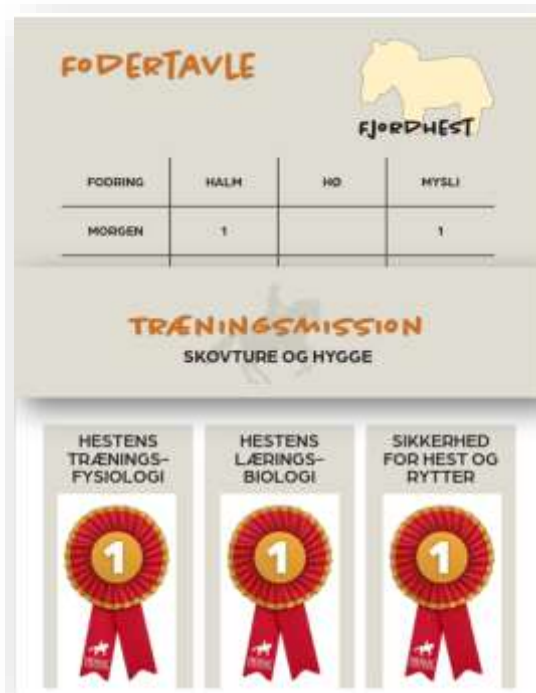 FODERTAVLE
FJORDHEST
FODRING HALM HØ MYSLI
MORGEN 1 1
TRÆNINGSMISSION
SKOVTURE OG HYGGE
HESTENS
TRÆNINGS-
FYSIOLOGI
HESTENS
LÆRINGS-
BIOLOGI
SIKKERHED
FOR HEST OG
RYTTER
1
1
1